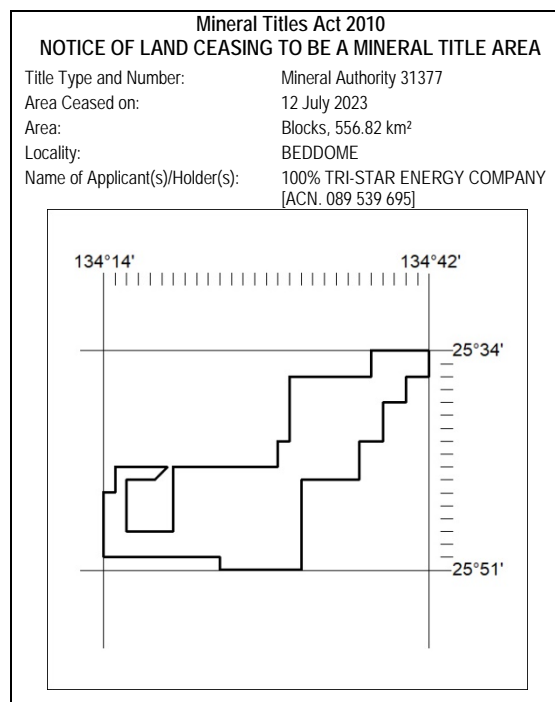 Mineral Titles Act 2010
NOTICE OF LAND CEASING TO BE A MINERAL TITLE AREA
Title Type and Number: Mineral Authority 31377
Area Ceased on: 12 July 2023
Area: Blocks, 556.82 km²
Locality: BEDDOME
Name of Applicant(s)/Holder(s): 100% TRI-STAR ENERGY COMPANY
[ACN. 089 539 695]
134°14' 134°42'
25°34'
25°51'